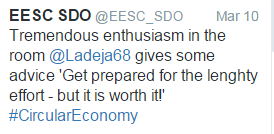 EESC SDO @EESC_SDO Mar 10
Tremendous enthusiasm in the
room @Ladeja68 gives some
advice 'Get prepared for the lenghty
effort - but it is worth it!'
#CircularEconomy